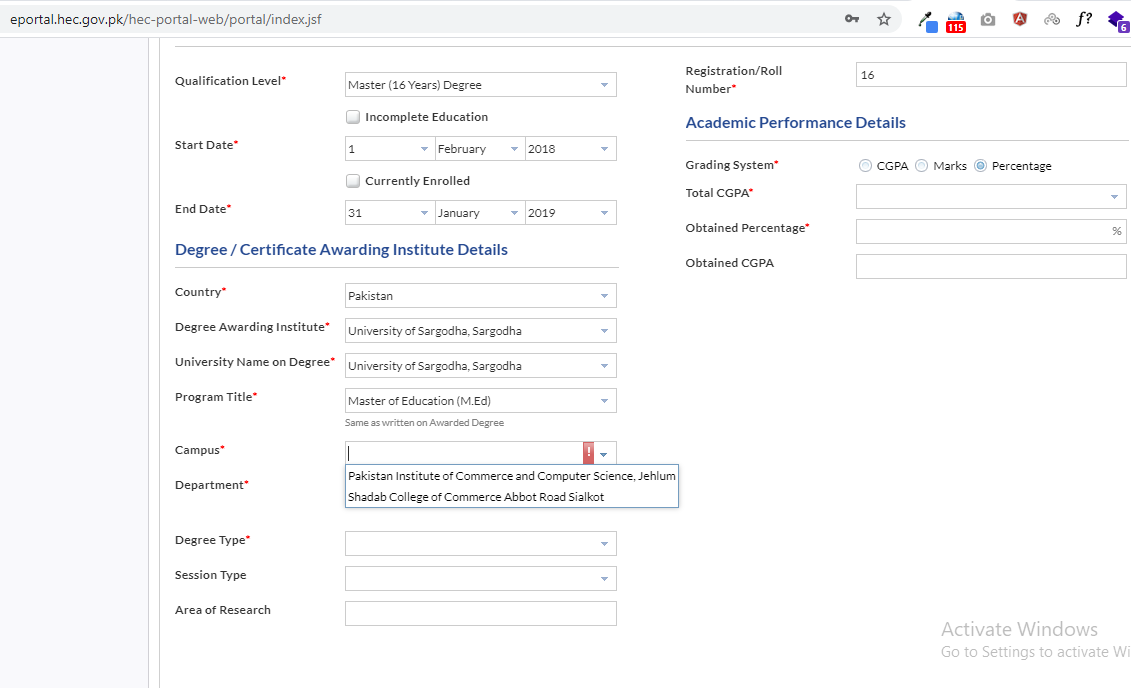 eportal.hec.gov.pk/hec-portal-web/portal/index.jsf
115
f?
6
Qualification Level*
Master (16 Years) Degree
Incomplete Education
Start Date*
1 February 2018
Currently Enrolled
End Date*
31 January 2019
Degree / Certificate Awarding Institute Details
Country*
Pakistan
Degree Awarding Institute*
University of Sargodha, Sargodha
University Name on Degree*
University of Sargodha, Sargodha
Program Title*
Master of Education (M.Ed)
Same as written on Awarded Degree
Campus*
!
Pakistan Institute of Commerce and Computer Science, Jehlum
Shadab College of Commerce Abbot Road Sialkot
Department*
Degree Type*
Session Type
Area of Research
Registration/Roll
Number*
16
Academic Performance Details
Grading System*
CGPA Marks Percentage
Total CGPA*
Obtained Percentage*
%
Obtained CGPA
Activate Windows
Go to Settings to activate Wi